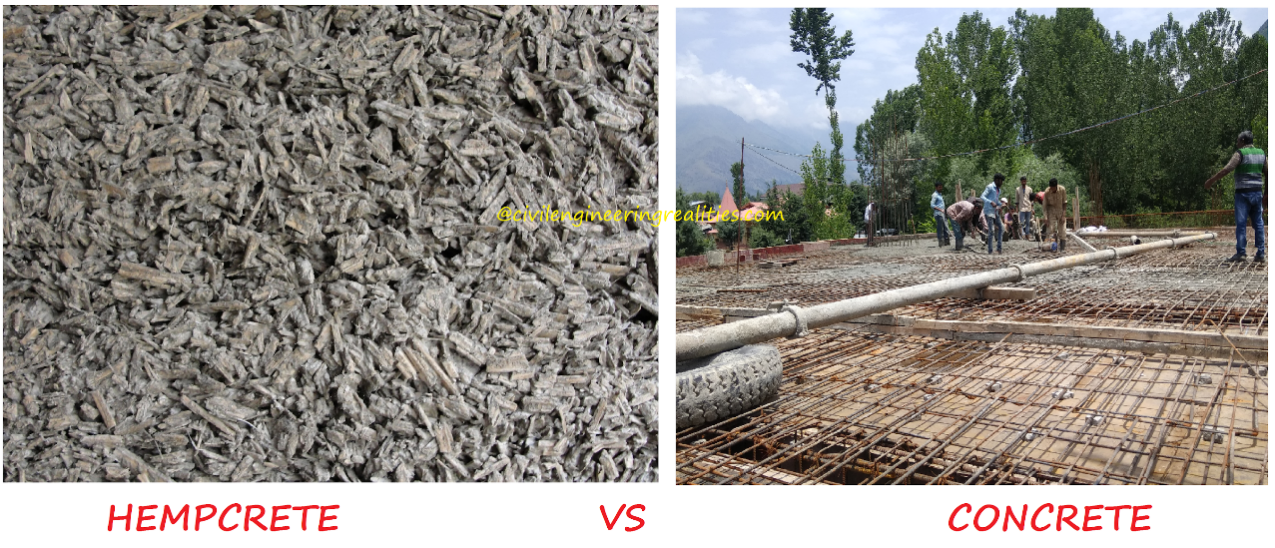 @civilengineeringrealities.com
HEMPCRETE VS CONCRETE